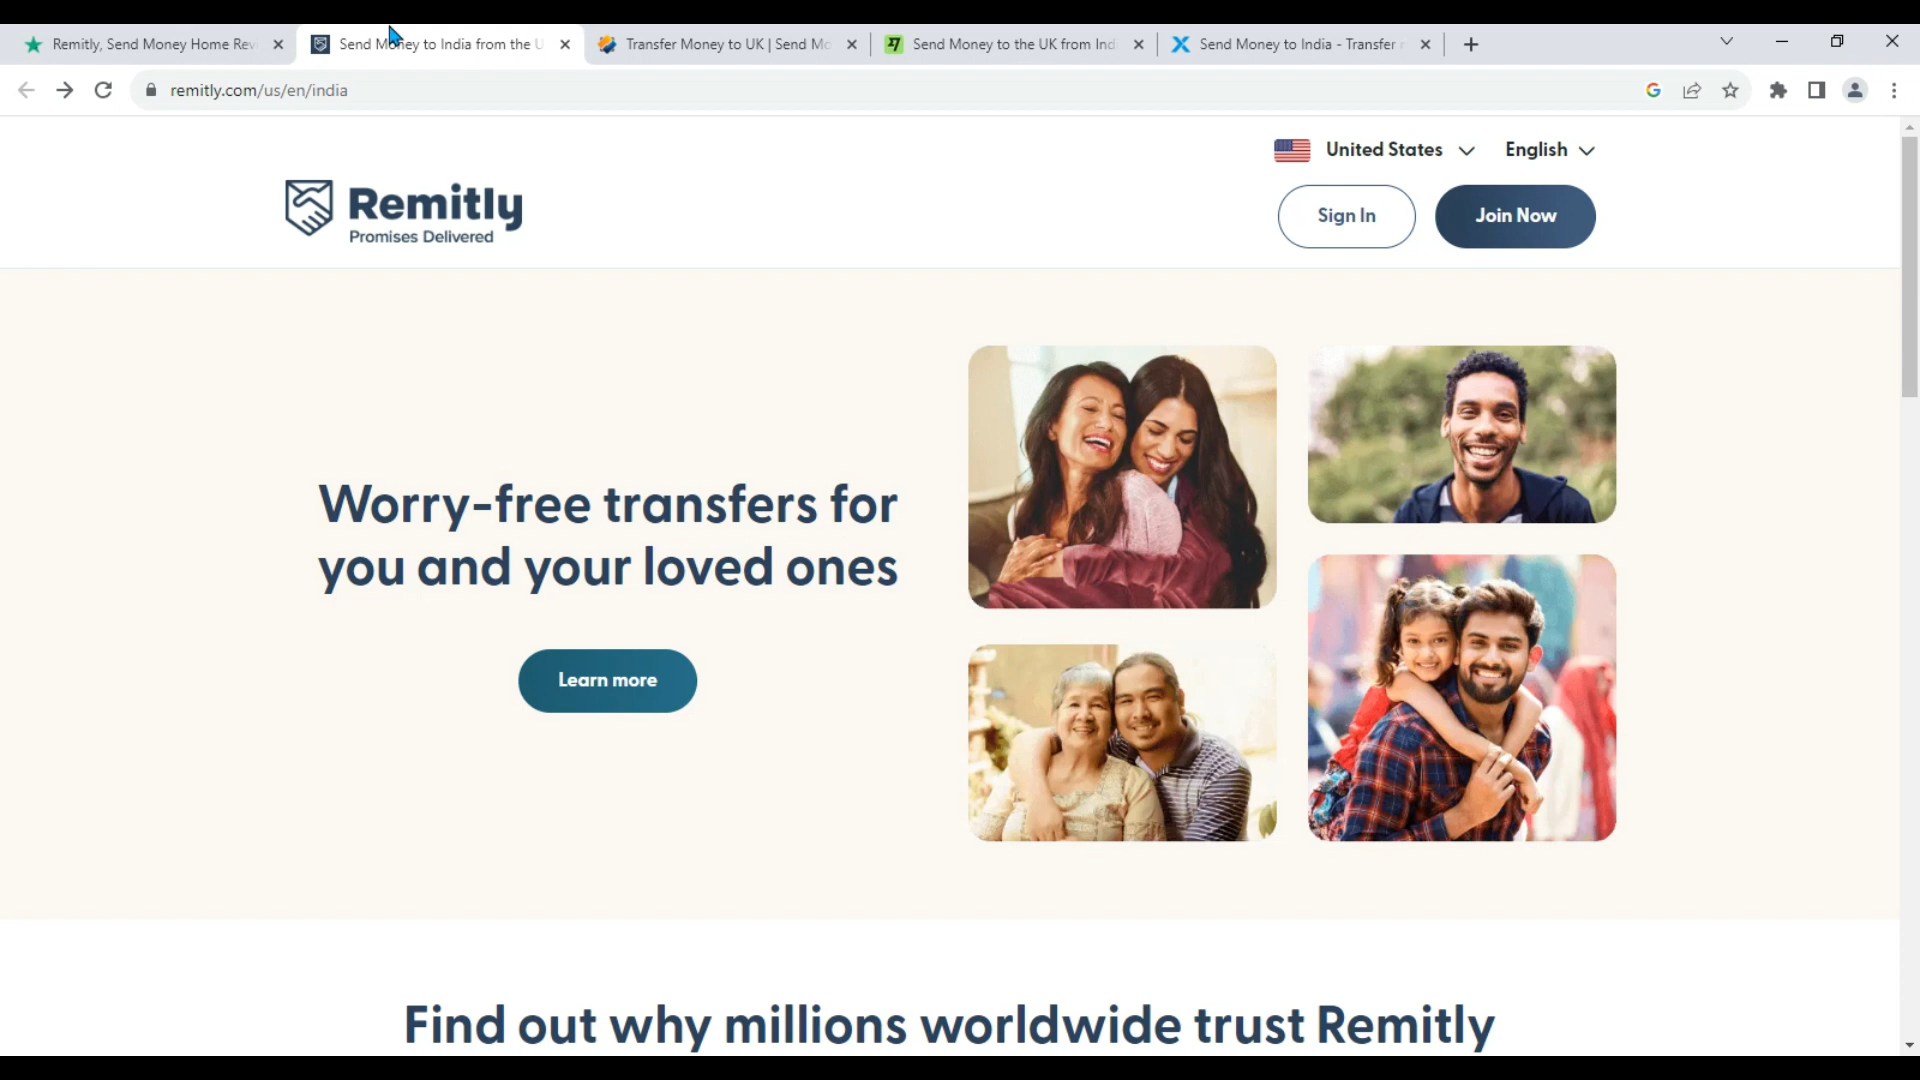 Remitly, Send Money Home Rev
Send Money to India from the U
Transfer Money to UK | Send Mo
Send Money to the UK from Ind
Send Money to India - Transfer
remitly.com/us/en/india
United States
English
Remitly
Promises Delivered
Sign In
Join Now
Worry-free transfers for
you and your loved ones
Learn more
Find out why millions worldwide trust Remitly